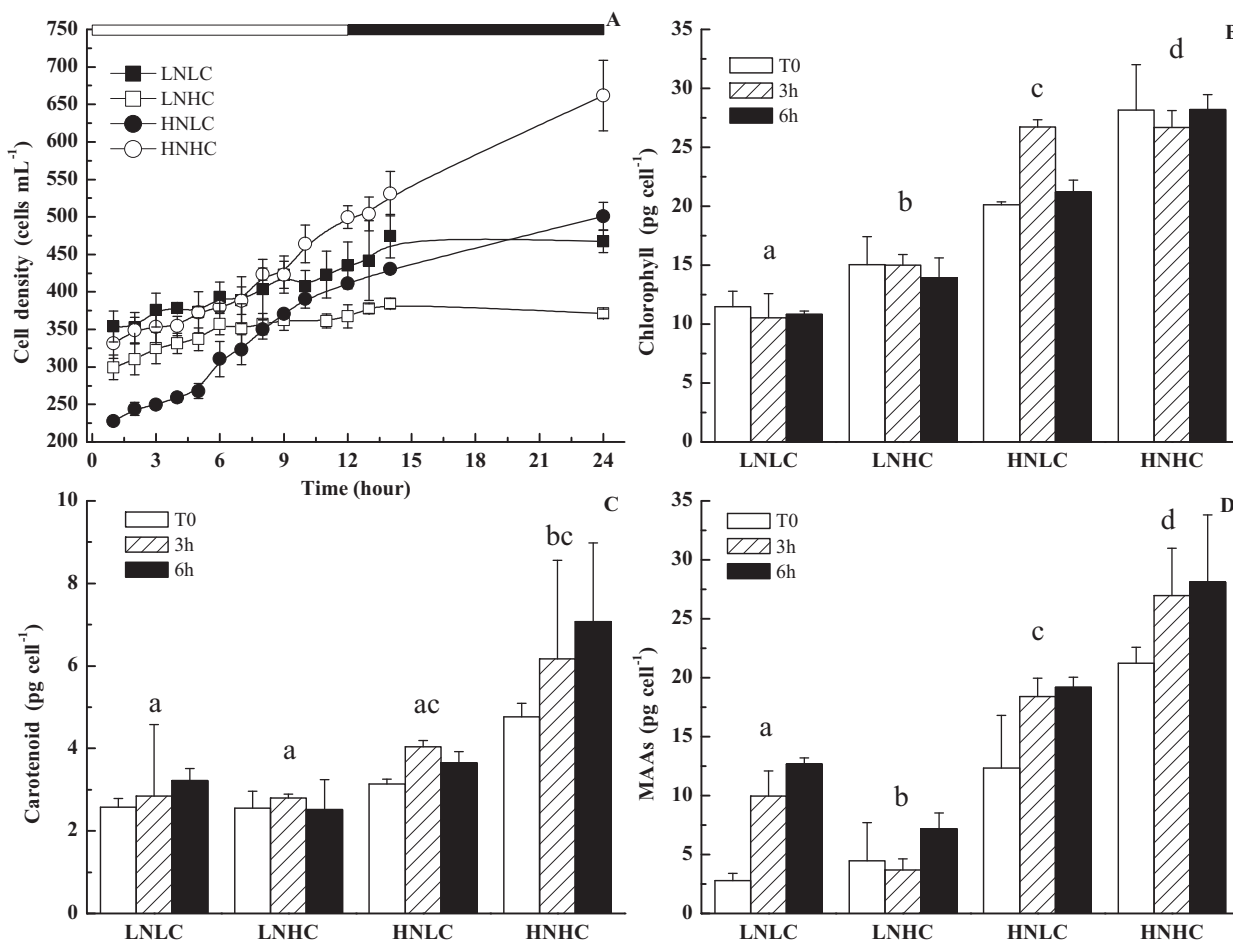 A
750
700
650
600
550
500
450
400
350
300
250
200
Cell density (cells mL-1)
LNLC
LNHC
HNLC
HNHC
0 3 6 9 12 15 18 21 24
Time (hour)
35
30
25
20
15
10
5
0
Chlorophyll (pg cell-1)
T0
3h
6h
a
b
c
d
LNLC LNHC HNLC HNHC
C
10
8
6
4
2
0
Carotenoid (pg cell-1)
T0
3h
6h
a
a
ac
bc
LNLC LNHC HNLC HNHC
D
35
30
25
20
15
10
5
0
MAAs (pg cell-1)
T0
3h
6h
a
b
c
d
LNLC LNHC HNLC HNHC